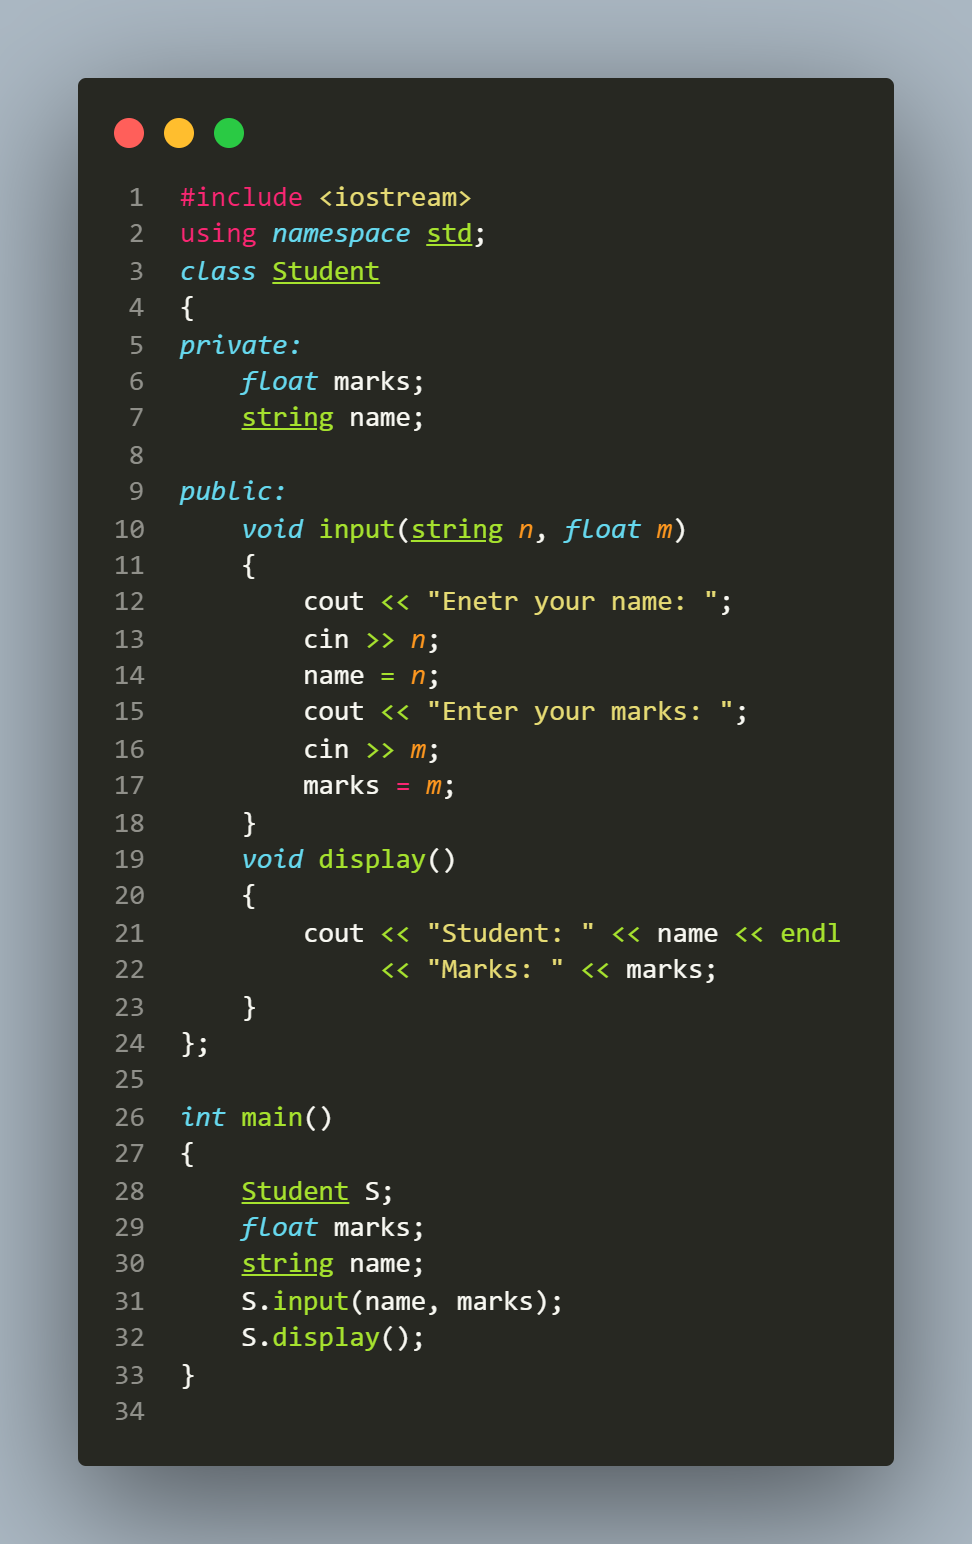 1 #include <iostream>
2 using namespace std;
3 class Student
4 {
5 private:
6     float marks;
7     string name;
8
9 public:
10     void input(string n, float m)
11     {
12         cout << "Enetr your name: ";
13         cin >> n;
14         name = n;
15         cout << "Enter your marks: ";
16         cin >> m;
17         marks = m;
18     }
19     void display()
20     {
21         cout << "Student: " << name << endl
22              << "Marks: " << marks;
23     }
24 };
25
26 int main()
27 {
28     Student S;
29     float marks;
30     string name;
31     S.input(name, marks);
32     S.display();
33 }
34